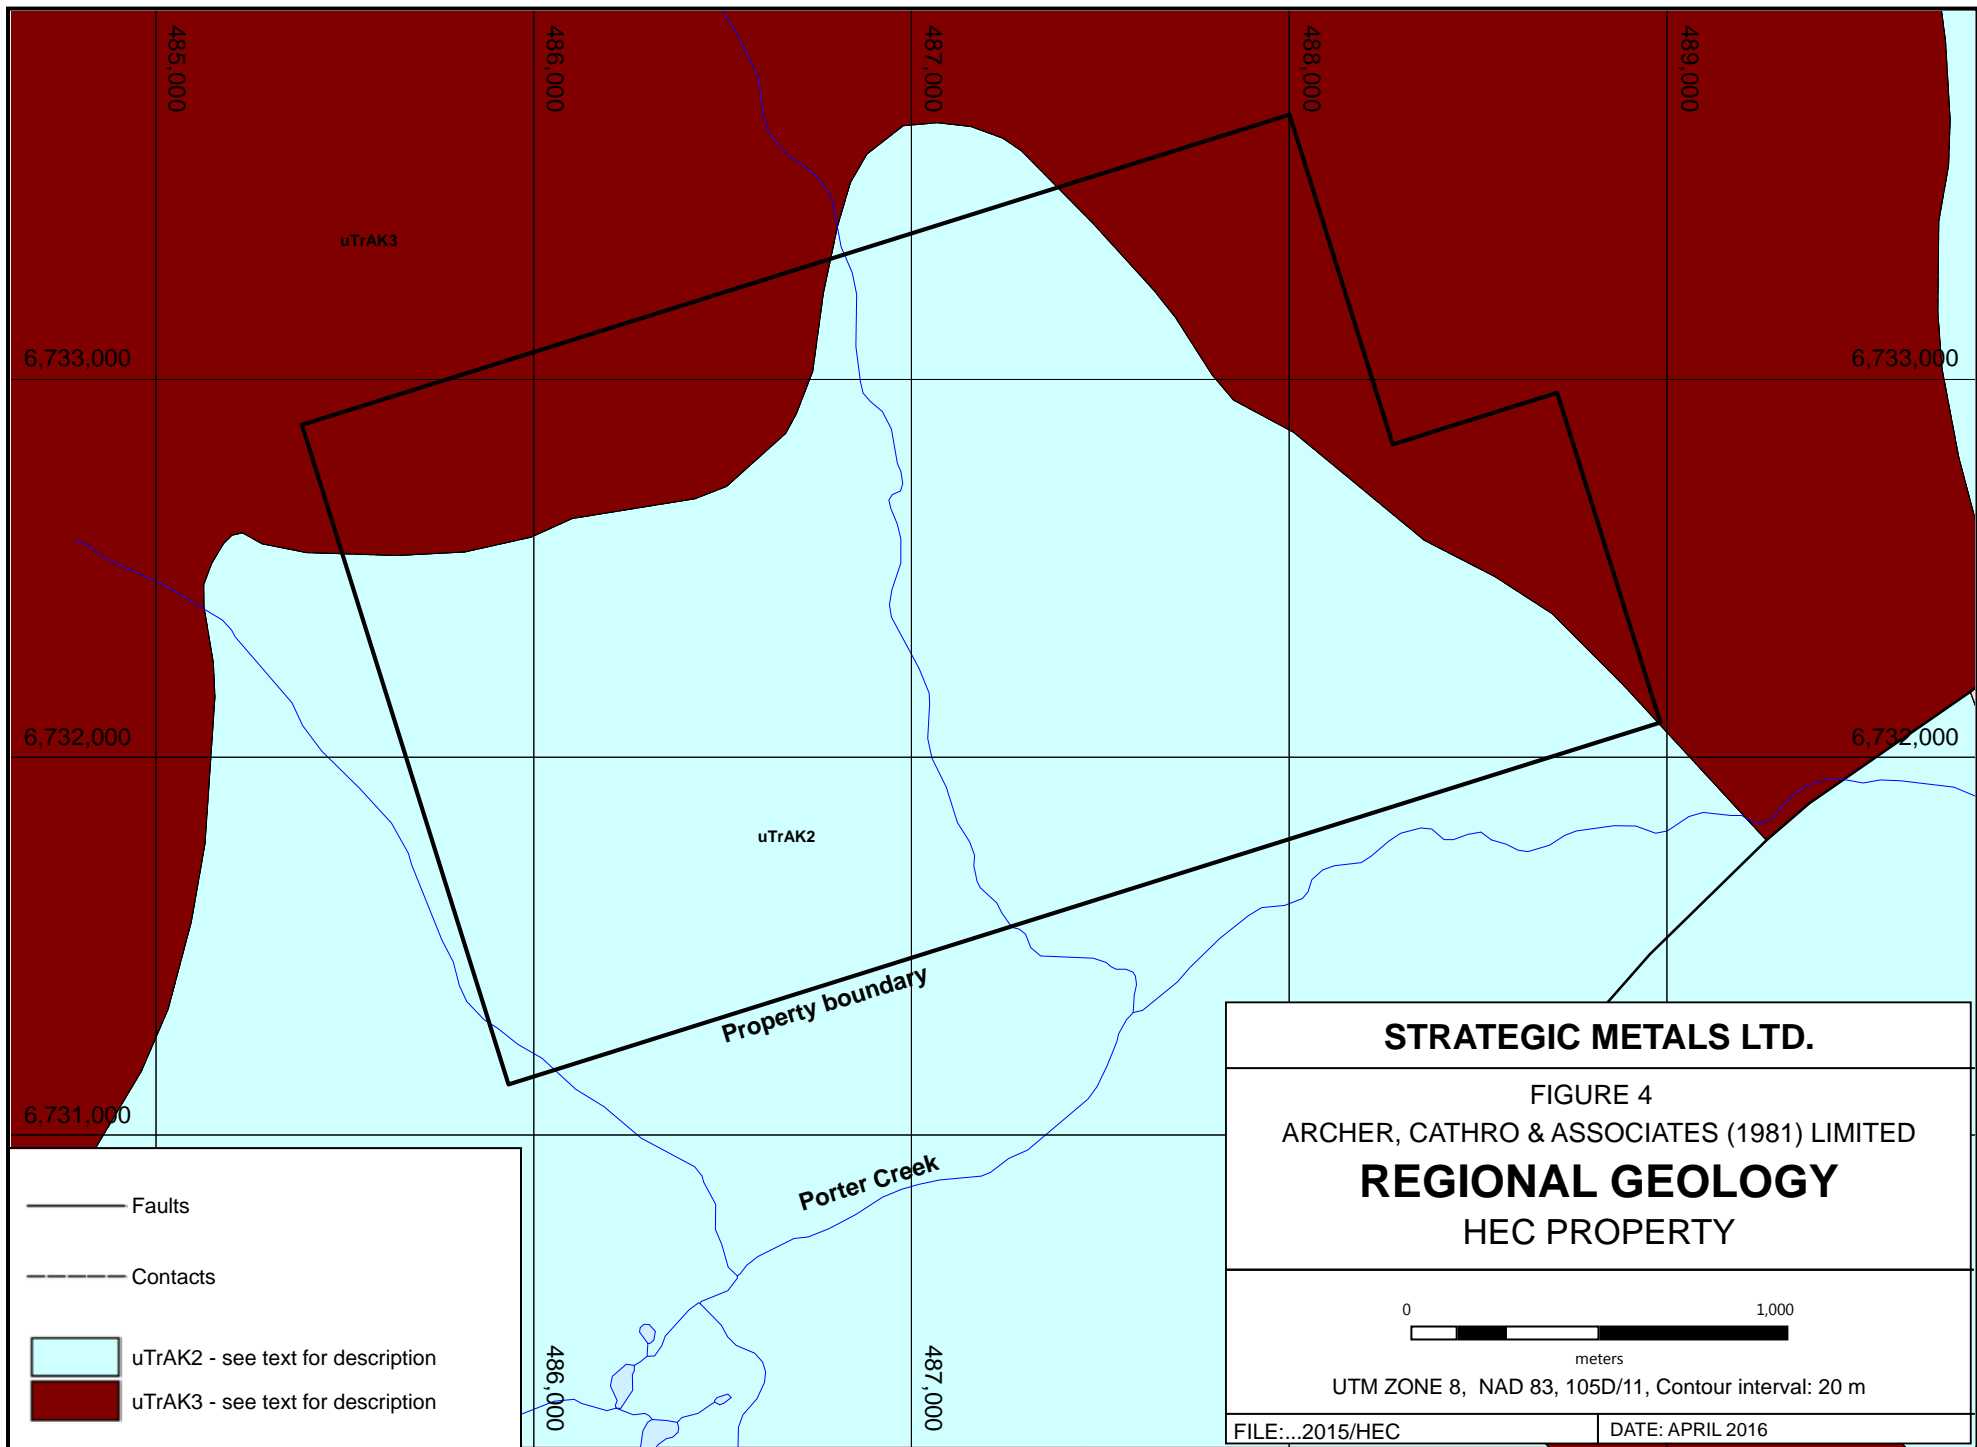 485,000
486,000
487,000
488,000
489,000
uTrAK3
6,733,000
6,733,000
6,732,000
6,732,000
uTrAK2
Property boundary
6,731,000
Porter Creek
486,000
487,000
Faults
Contacts
uTrAK2 - see text for description
uTrAK3 - see text for description
STRATEGIC METALS LTD.
FIGURE 4
ARCHER, CATHRO & ASSOCIATES (1981) LIMITED
REGIONAL GEOLOGY
HEC PROPERTY
0 1,000
meters
UTM ZONE 8, NAD 83, 105D/11, Contour interval: 20 m
FILE:...2015/HEC
DATE: APRIL 2016